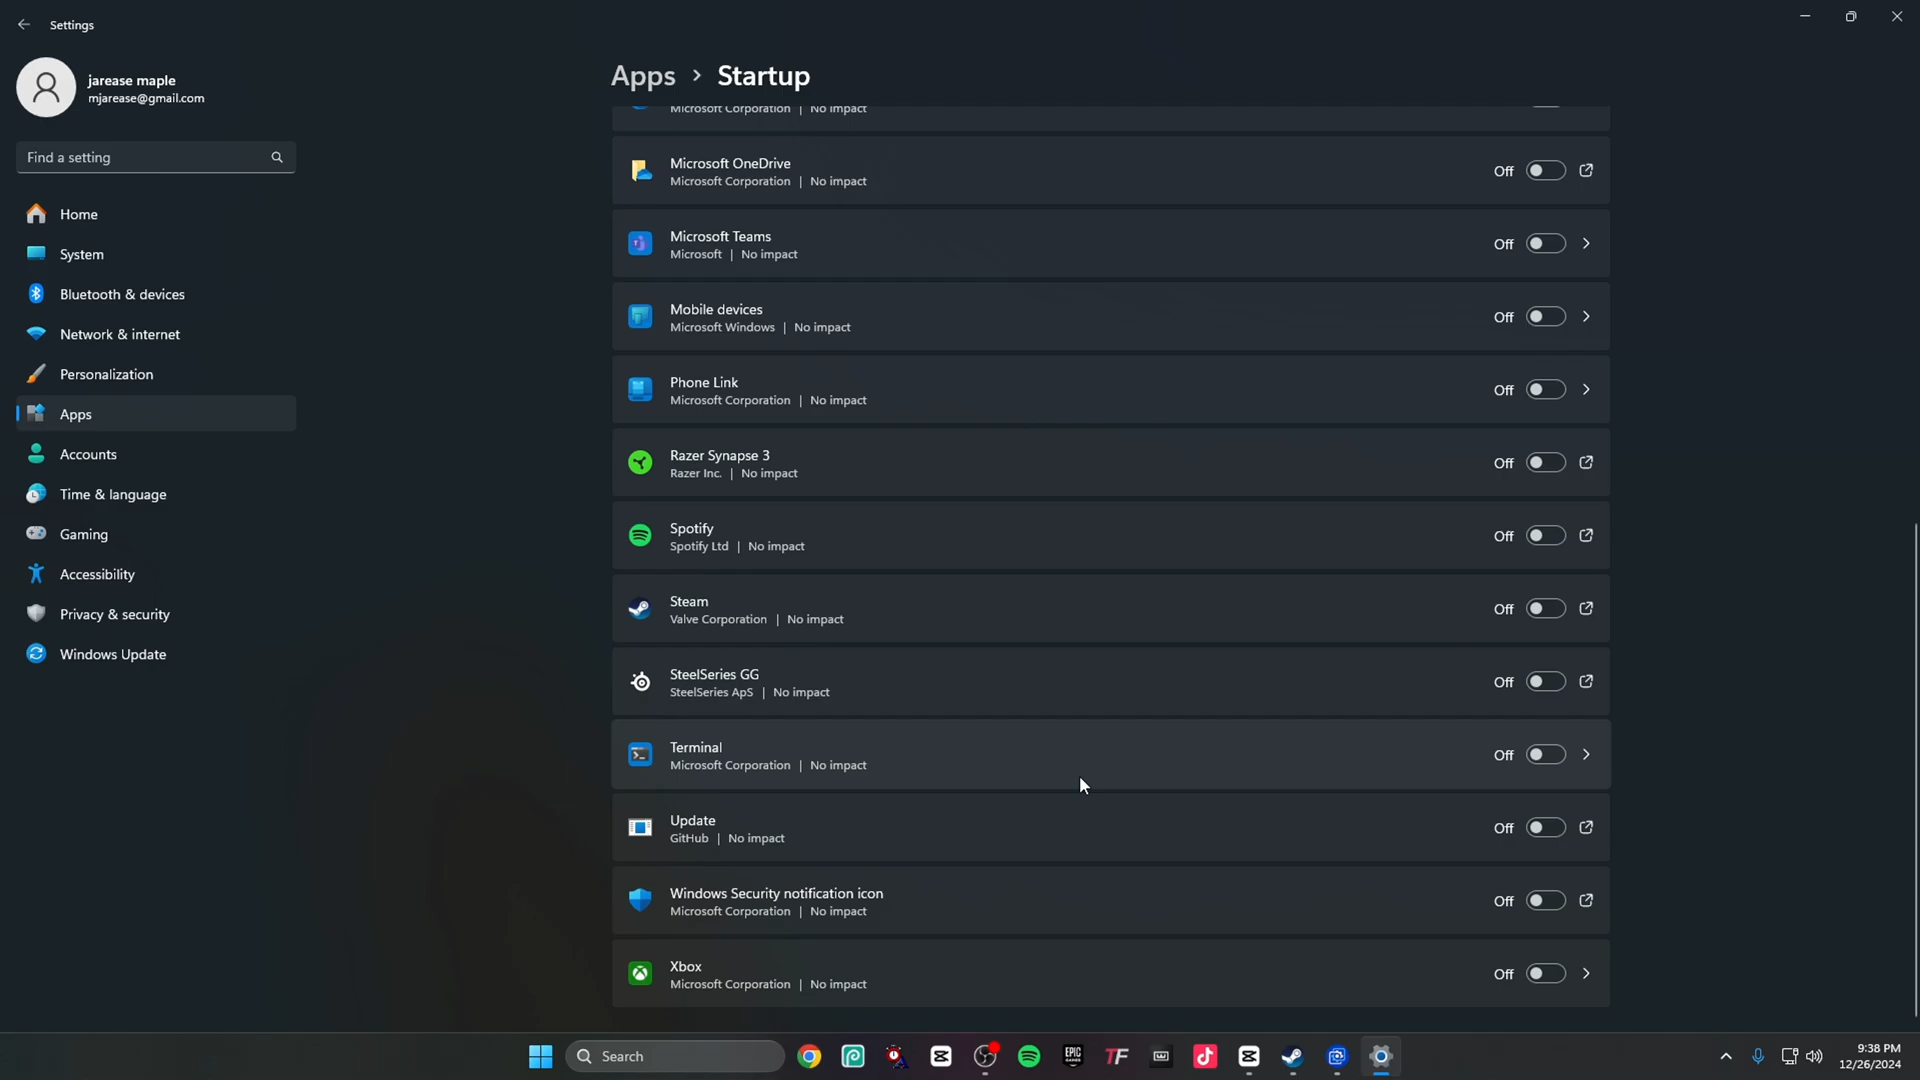 Settings
jarease maple
mjarease@gmail.com
Find a setting
Home
System
Bluetooth & devices
Network & internet
Personalization
Apps
Accounts
Time & language
Gaming
Accessibility
Privacy & security
Windows Update
Apps > Startup
Microsoft Corporation | No impact
Microsoft OneDrive
Microsoft Corporation | No impact
Off
Microsoft Teams
Microsoft | No impact
Off
Mobile devices
Microsoft Windows | No impact
Off
Phone Link
Microsoft Corporation | No impact
Off
Razer Synapse 3
Razer Inc. | No impact
Off
Spotify
Spotify Ltd | No impact
Off
Steam
Valve Corporation | No impact
Off
SteelSeries GG
SteelSeries ApS | No impact
Off
Terminal
Microsoft Corporation | No impact
Off
Update
GitHub | No impact
Off
Windows Security notification icon
Microsoft Corporation | No impact
Off
Xbox
Microsoft Corporation | No impact
Off
Search
EPIC GAMES
TF
9:38 PM
12/26/2024